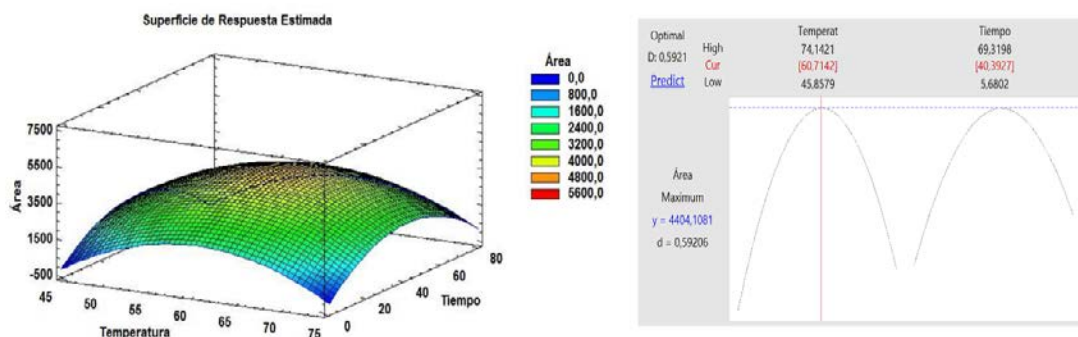 Superficie de Respuesta Estimada
Área
7500
5500
3500
1500
-500
45
50
55
60
65
70
75
Temperatura
0
20
40
60
80
Tiempo
Área
0,0
800,0
1600,0
2400,0
3200,0
4000,0
4800,0
5600,0
Optimal
D: 0,5921
Predict
High
Cur
Low
Temperat
74,1421
[60,7142]
45,8579
Tiempo
69,3198
[40,3927]
5,6802
Área
Maximum
y = 4404,1081
d = 0,59206